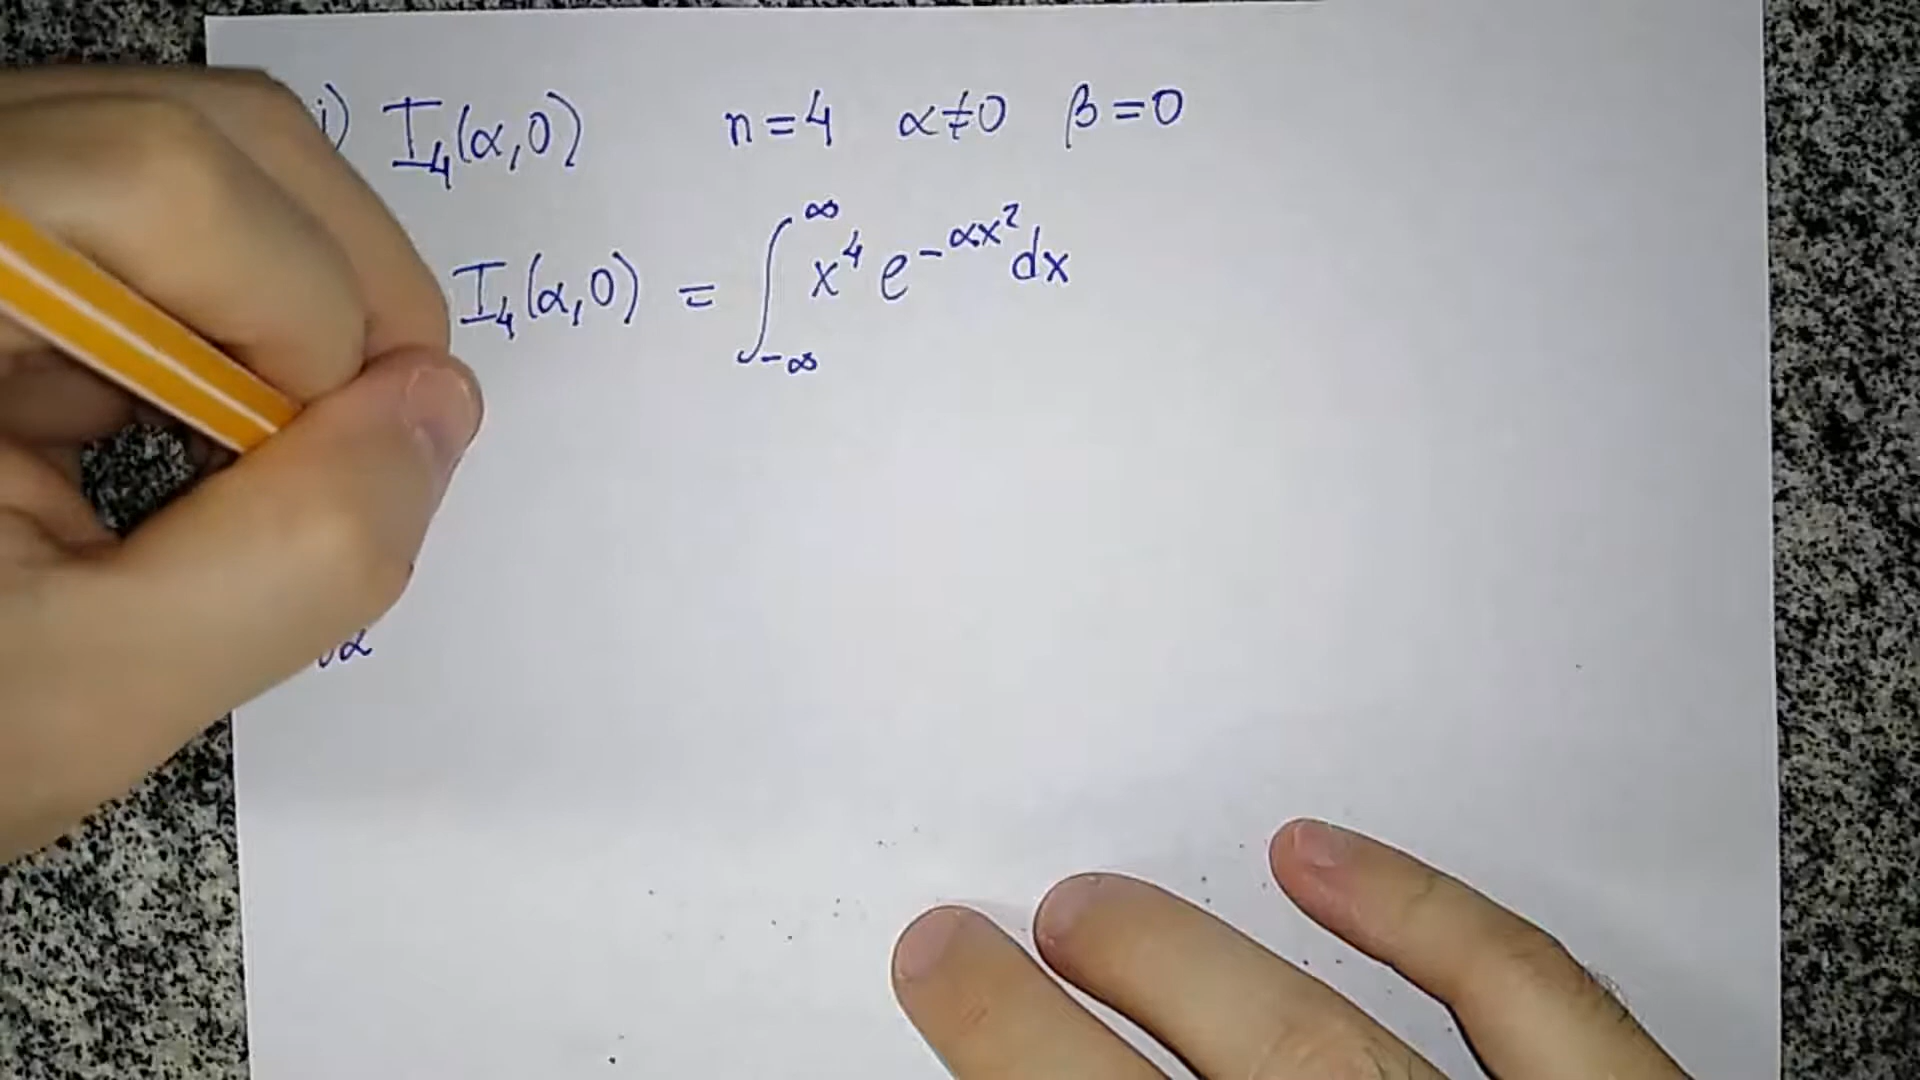 i) I₄(α,0) n=4 α≠0 β=0
I₄(α,0) = ∫_{-∞}^{∞} x⁴ e^{-αx²} dx
α